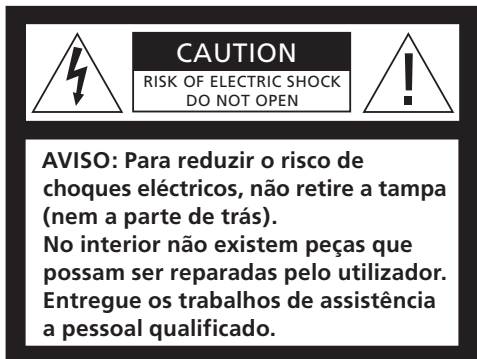 CAUTION
RISK OF ELECTRIC SHOCK
DO NOT OPEN
!
AVISO: Para reduzir o risco de
choques eléctricos, não retire a tampa
(nem a parte de trás).
No interior não existem peças que
possam ser reparadas pelo utilizador.
Entregue os trabalhos de assistência
a pessoal qualificado.